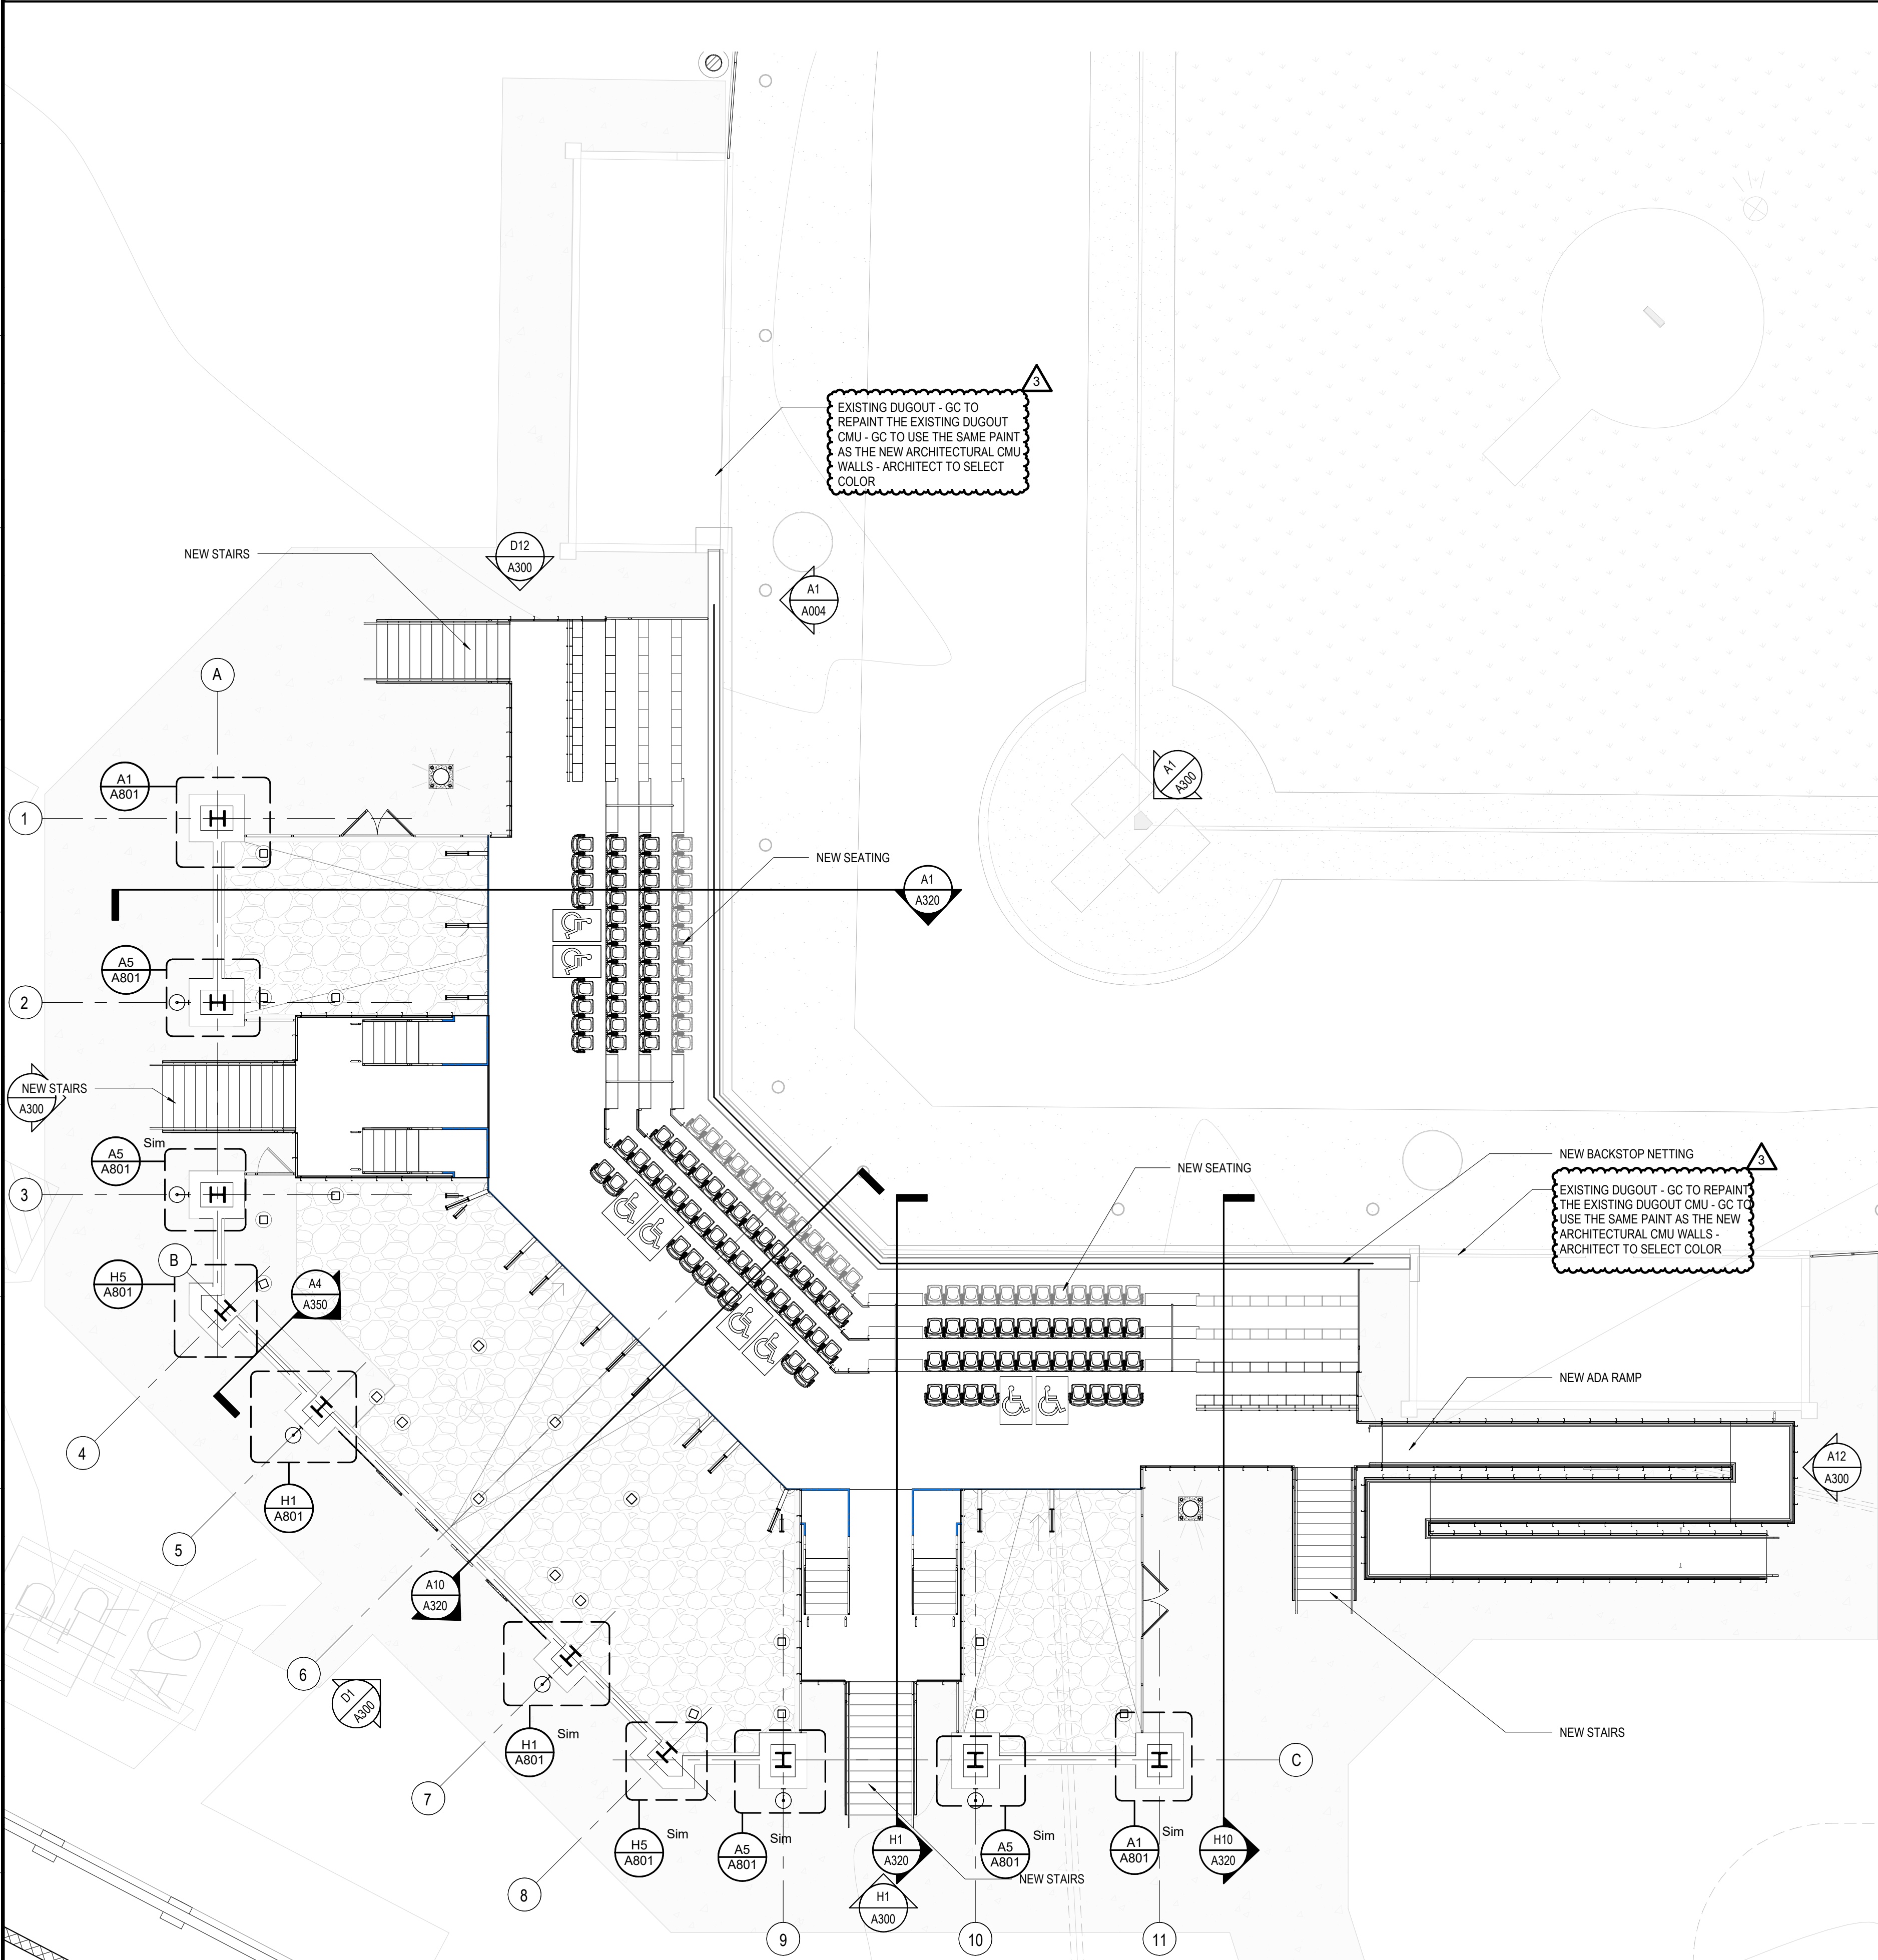 3
EXISTING DUGOUT - GC TO
REPAINT THE EXISTING DUGOUT
CMU - GC TO USE THE SAME PAINT
AS THE NEW ARCHITECTURAL CMU
WALLS - ARCHITECT TO SELECT
COLOR
NEW STAIRS
D12
A300
A1
A004
A
A1
A801
A1
A300
1
NEW SEATING
A1
A320
A5
A801
2
NEW STAIRS
A300
Sim
A5
A801
3
NEW SEATING
NEW BACKSTOP NETTING
3
EXISTING DUGOUT - GC TO REPAINT
THE EXISTING DUGOUT CMU - GC TO
USE THE SAME PAINT AS THE NEW
ARCHITECTURAL CMU WALLS -
ARCHITECT TO SELECT COLOR
B
H5
A801
A4
A350
NEW ADA RAMP
4
A12
A300
H1
A801
5
A10
A320
6
D1
A300
NEW STAIRS
H1
A801
Sim
C
7
H5
A801
Sim
A5
A801
Sim
H1
A320
A5
A801
Sim
A1
A801
Sim
H10
A320
NEW STAIRS
8
H1
A300
9
10
11